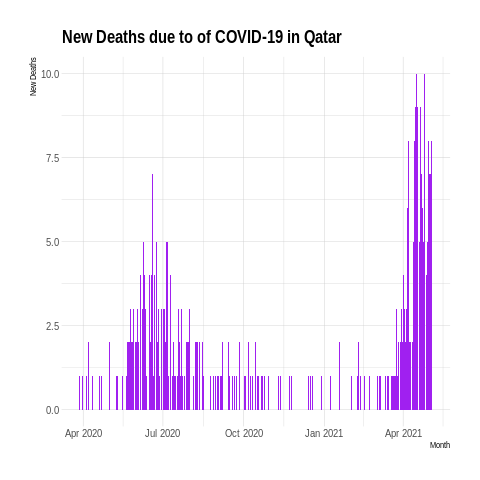 New Deaths due to of COVID-19 in Qatar
New Deaths
10.0
7.5
5.0
2.5
0.0
Apr 2020 Jul 2020 Oct 2020 Jan 2021 Apr 2021
Month